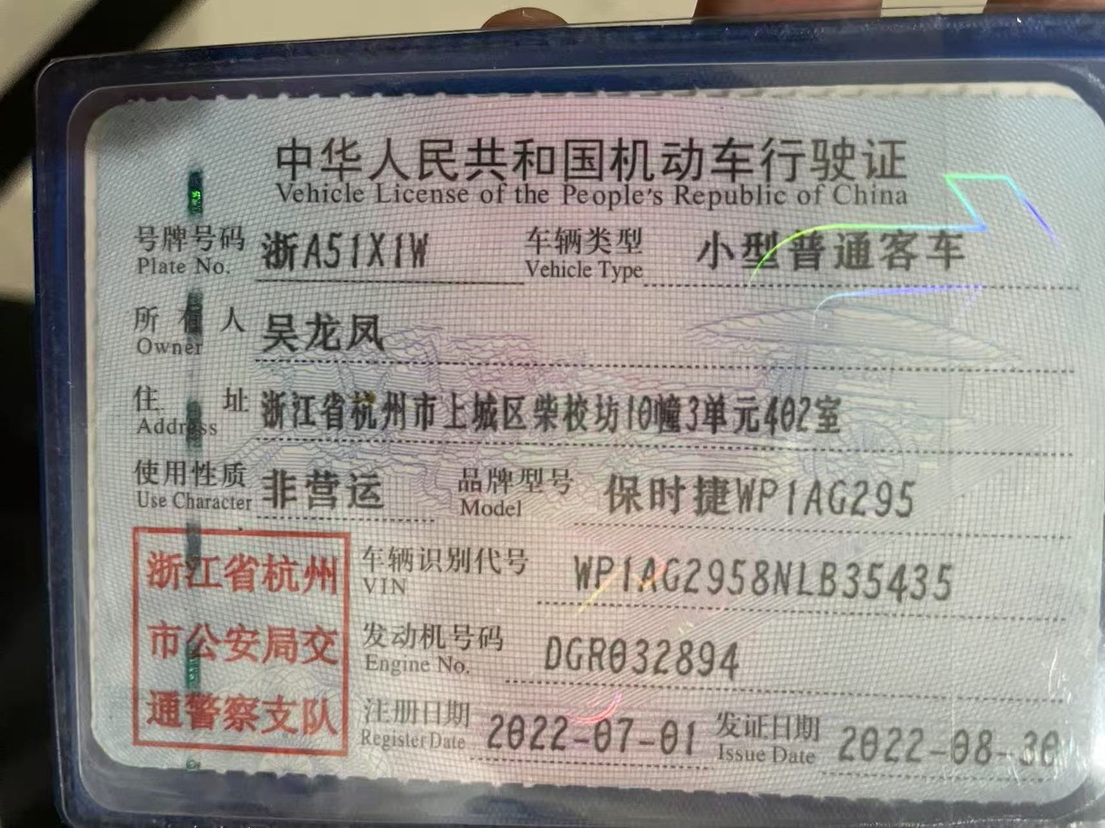 中华人民共和国机动车行驶证
Vehicle License of the People's Republic of China
号牌号码 浙A51X1W 车辆类型 小型普通客车
Plate No. Vehicle Type
所有人 吴龙凤
Owner
住址 浙江省杭州市上城区柴校坊10幢3单元402室
Address
使用性质 非营运 品牌型号 保时捷WP1AG295
Use Character Model
浙江省杭州
市公安局交
通警察支队
车辆识别代号 WP1AG2958NLB35435
VIN
发动机号码 DGR032894
Engine No.
注册日期 2022-07-01 发证日期 2022-08-30
Register Date Issue Date